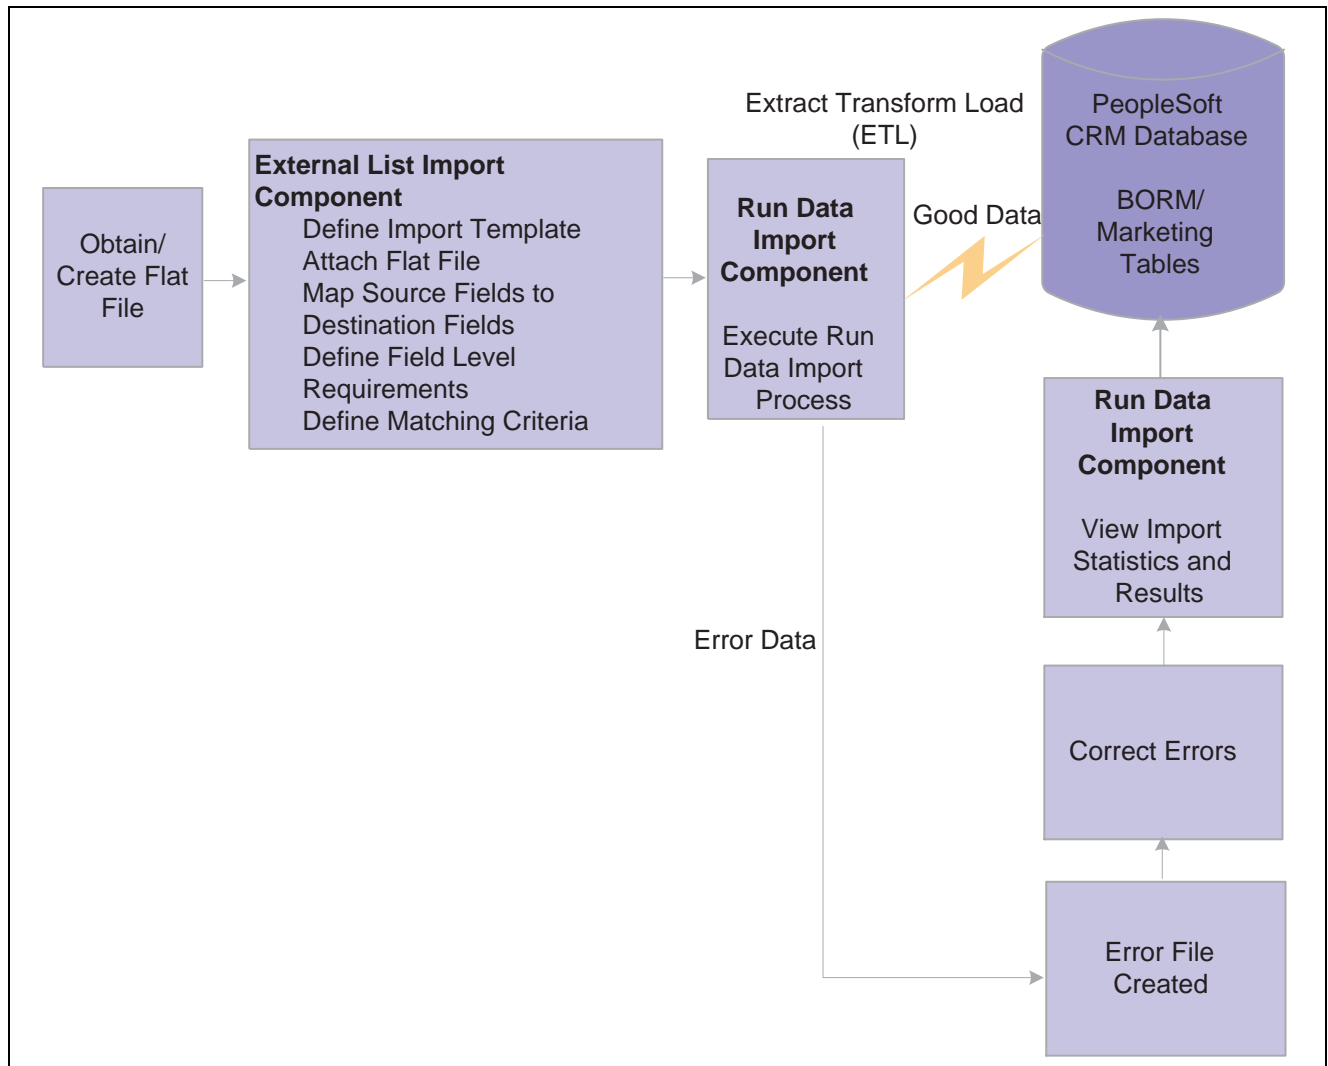 Obtain/
Create Flat
File
External List Import
Component
Define Import Template
Attach Flat File
Map Source Fields to
Destination Fields
Define Field Level
Requirements
Define Matching Criteria
Extract Transform Load
(ETL)
Run Data
Import
Component
Execute Run
Data Import
Process
Good Data
PeopleSoft
CRM Database
BORM/
Marketing
Tables
Run Data
Import
Component
View Import
Statistics and
Results
Error Data
Correct Errors
Error File
Created